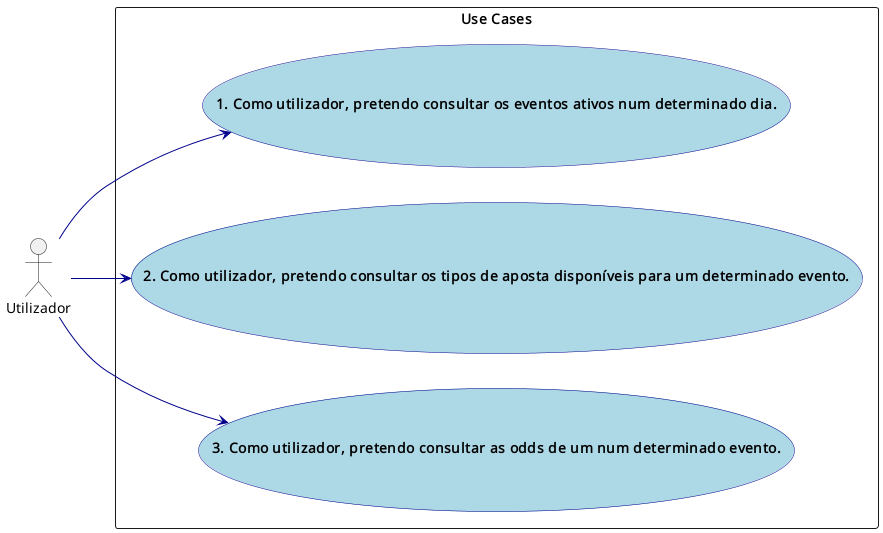 Use Cases
1. Como utilizador, pretendo consultar os eventos ativos num determinado dia.
2. Como utilizador, pretendo consultar os tipos de aposta disponíveis para um determinado evento.
Utilizador
3. Como utilizador, pretendo consultar as odds de um num determinado evento.